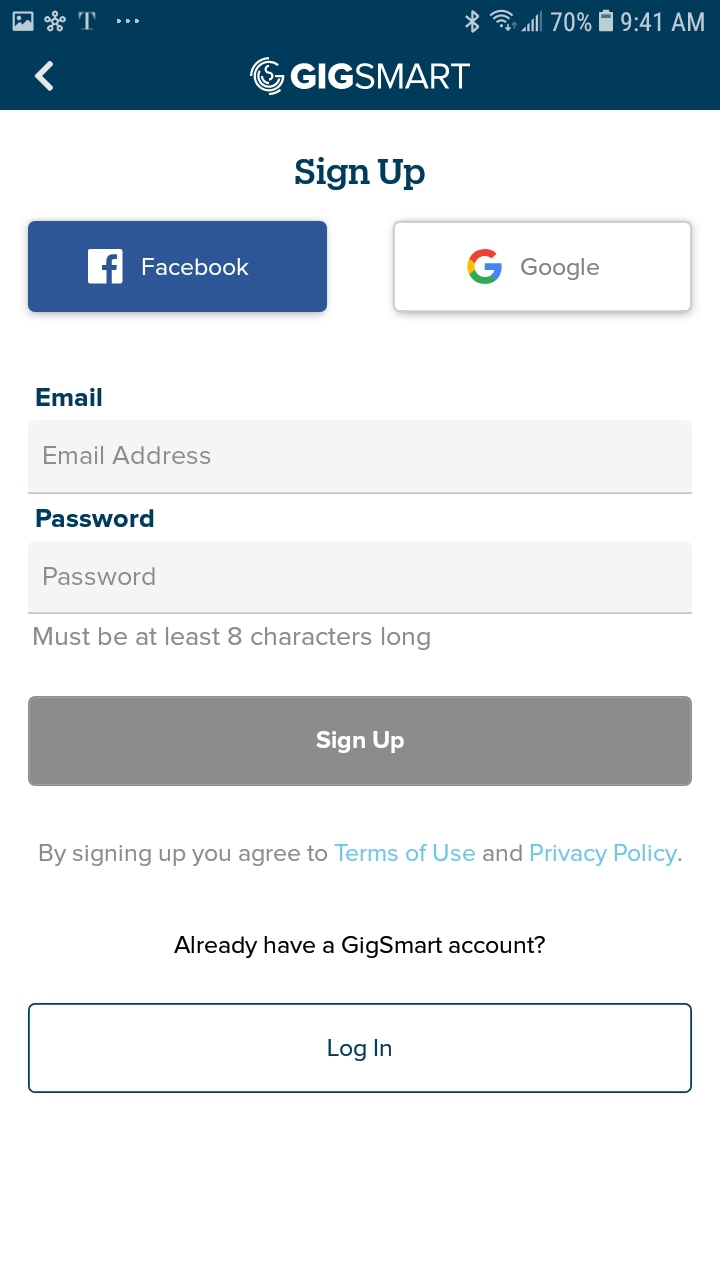 T ... 70% 9:41 AM
GIGSMART
Sign Up
Facebook
Google
Email
Email Address
Password
Password
Must be at least 8 characters long
Sign Up
By signing up you agree to Terms of Use and Privacy Policy.
Already have a GigSmart account?
Log In